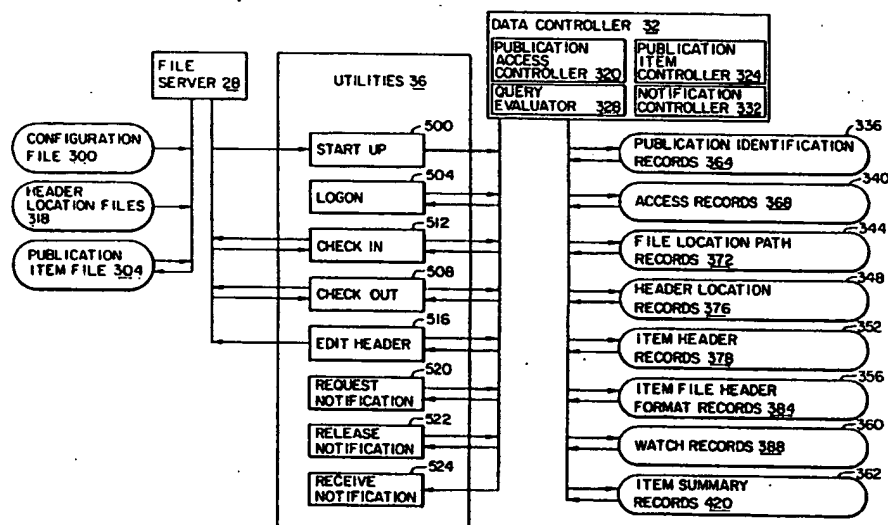 FILE
SERVER 28
CONFIGURATION
FILE 300
HEADER
LOCATION FILES
318
PUBLICATION
ITEM FILE 304
UTILITIES 36
500
START UP
504
LOGON
512
CHECK IN
508
CHECK OUT
516
EDIT HEADER
520
REQUEST
NOTIFICATION
522
RELEASE
NOTIFICATION
524
RECEIVE
NOTIFICATION
DATA CONTROLLER 32
PUBLICATION
ACCESS
CONTROLLER 320
PUBLICATION
ITEM
CONTROLLER 324
QUERY
EVALUATOR 328
NOTIFICATION
CONTROLLER 332
336
PUBLICATION IDENTIFICATION
RECORDS 364
340
ACCESS RECORDS 368
344
FILE LOCATION PATH
RECORDS 372
348
HEADER LOCATION
RECORDS 376
352
ITEM HEADER
RECORDS 378
356
ITEM FILE HEADER
FORMAT RECORDS 384
360
WATCH RECORDS 388
362
ITEM SUMMARY
RECORDS 420